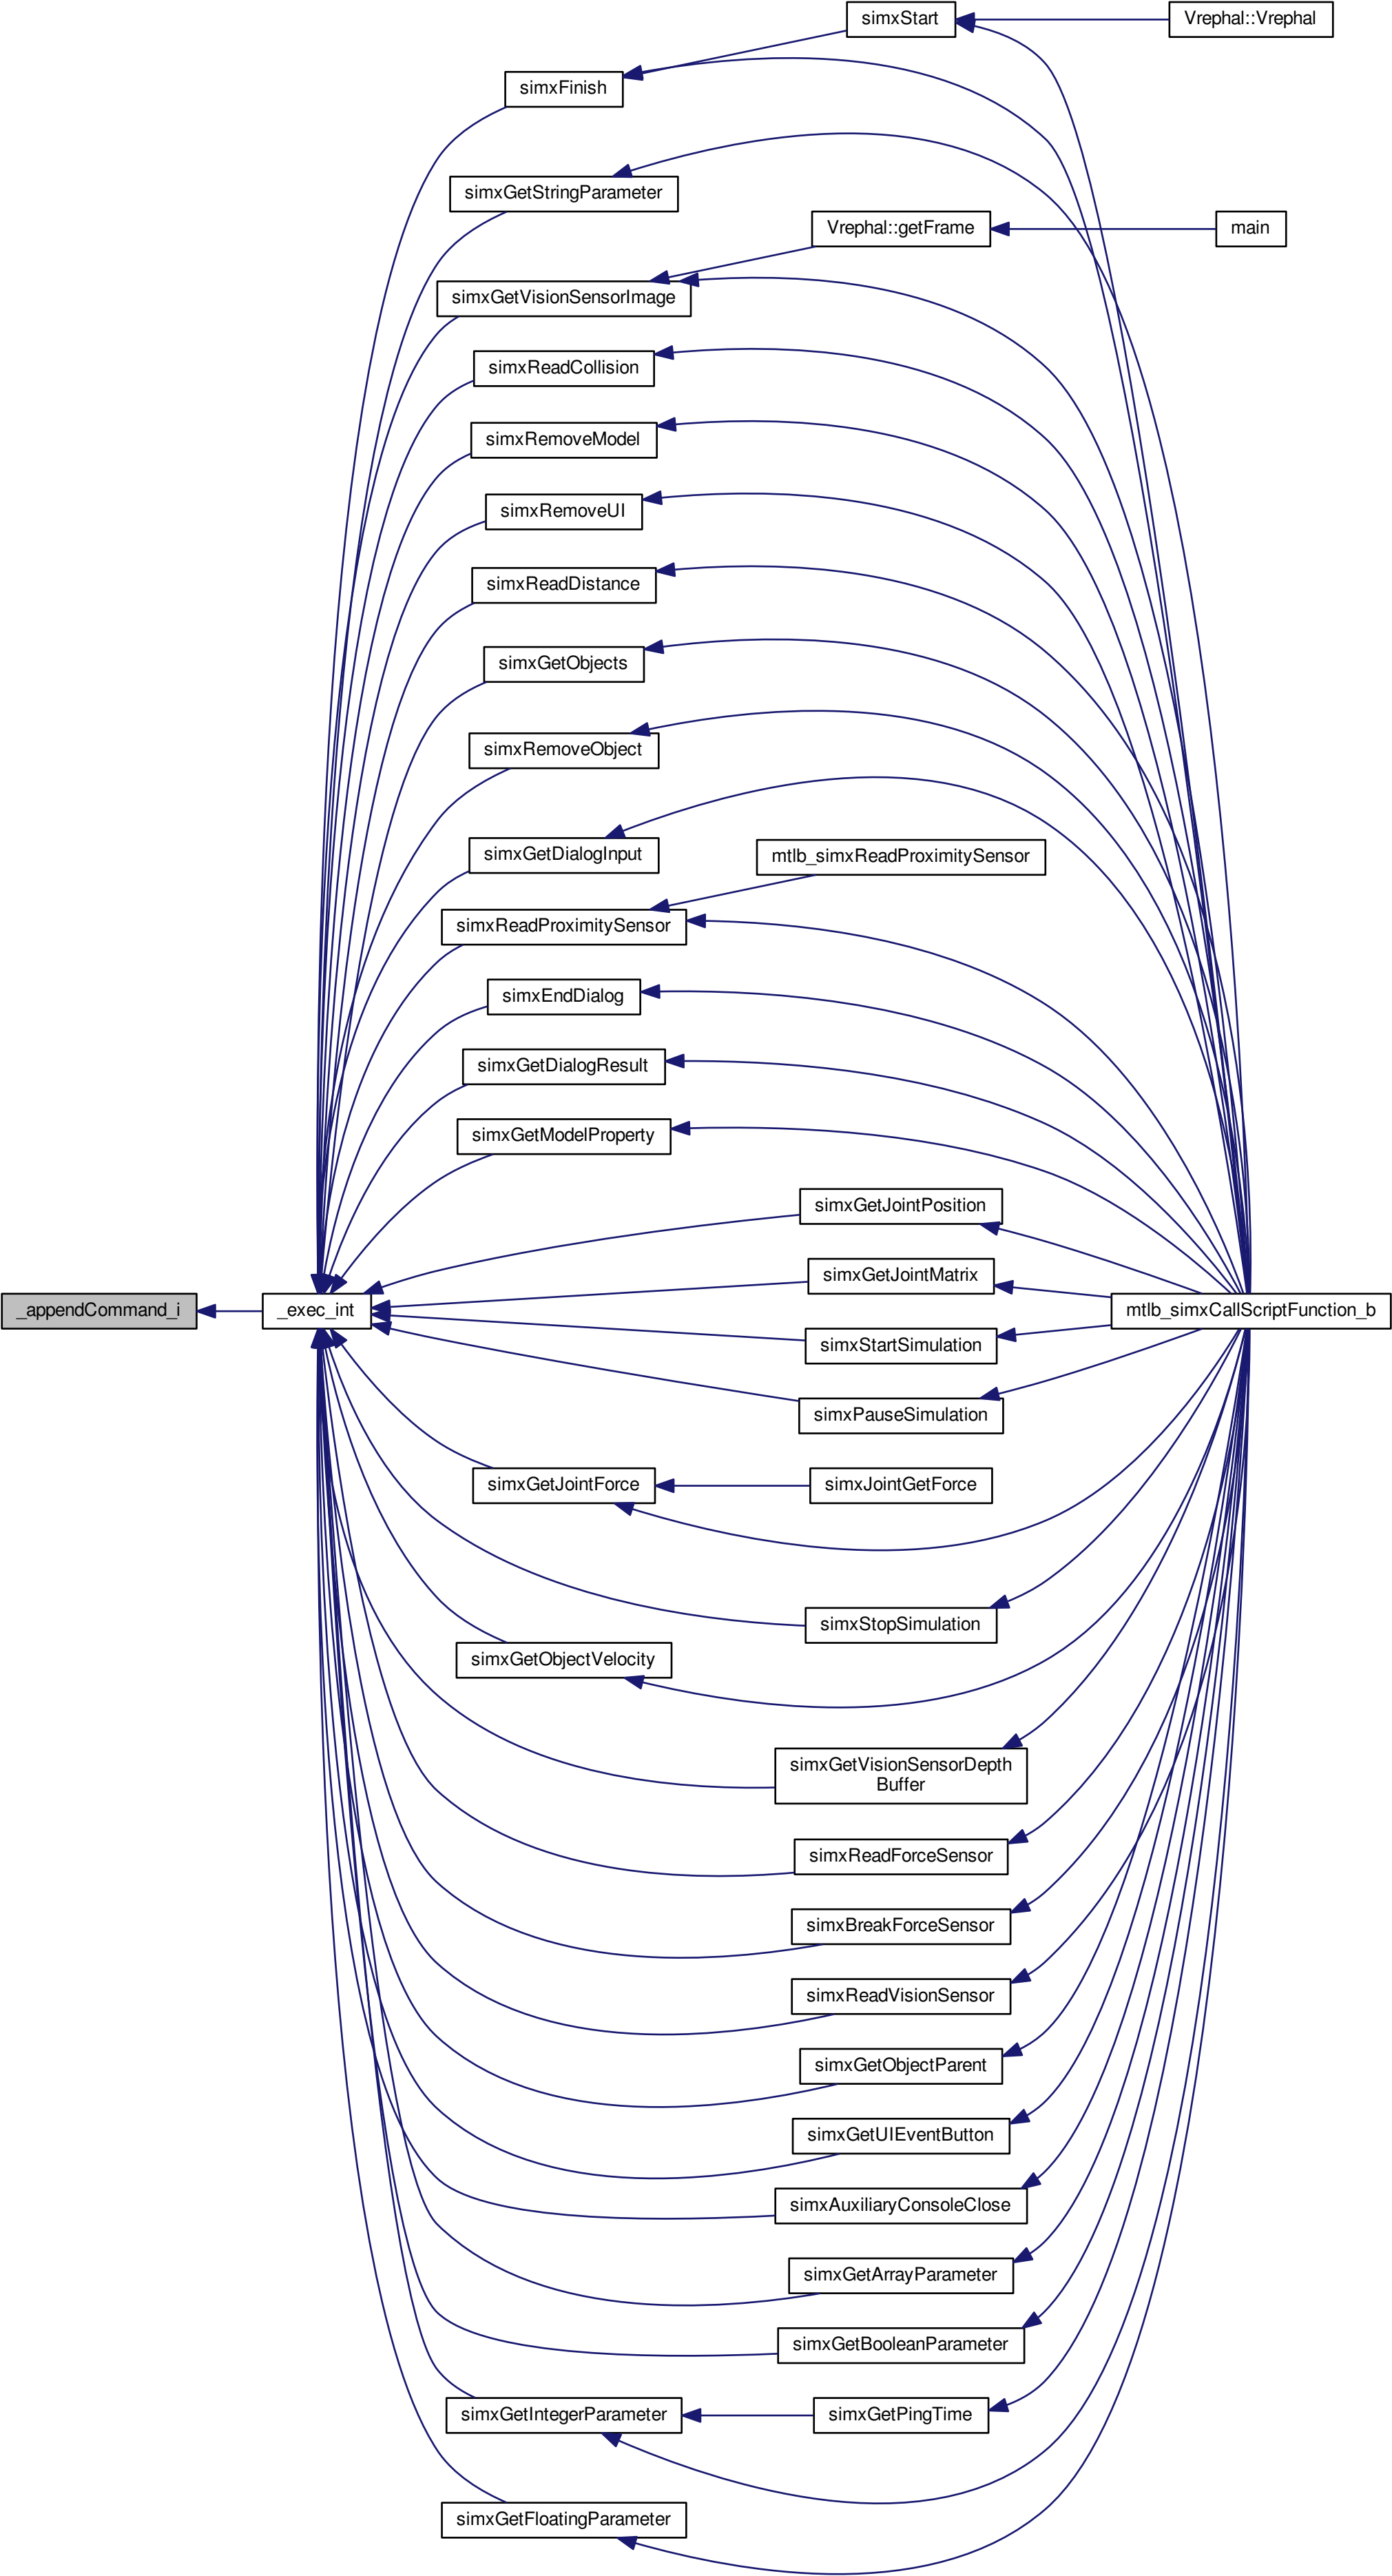 simxStart
Vrephal::Vrephal
simxFinish
simxGetStringParameter
Vrephal::getFrame
main
simxGetVisionSensorImage
simxReadCollision
simxRemoveModel
simxRemoveUI
simxReadDistance
simxGetObjects
simxRemoveObject
simxGetDialogInput
mtlb_simxReadProximitySensor
simxReadProximitySensor
simxEndDialog
simxGetDialogResult
simxGetModelProperty
simxGetJointPosition
simxGetJointMatrix
_appendCommand_i
_exec_int
mtlb_simxCallScriptFunction_b
simxStartSimulation
simxPauseSimulation
simxGetJointForce
simxJointGetForce
simxStopSimulation
simxGetObjectVelocity
simxGetVisionSensorDepth
Buffer
simxReadForceSensor
simxBreakForceSensor
simxReadVisionSensor
simxGetObjectParent
simxGetUIEventButton
simxAuxiliaryConsoleClose
simxGetArrayParameter
simxGetBooleanParameter
simxGetIntegerParameter
simxGetPingTime
simxGetFloatingParameter